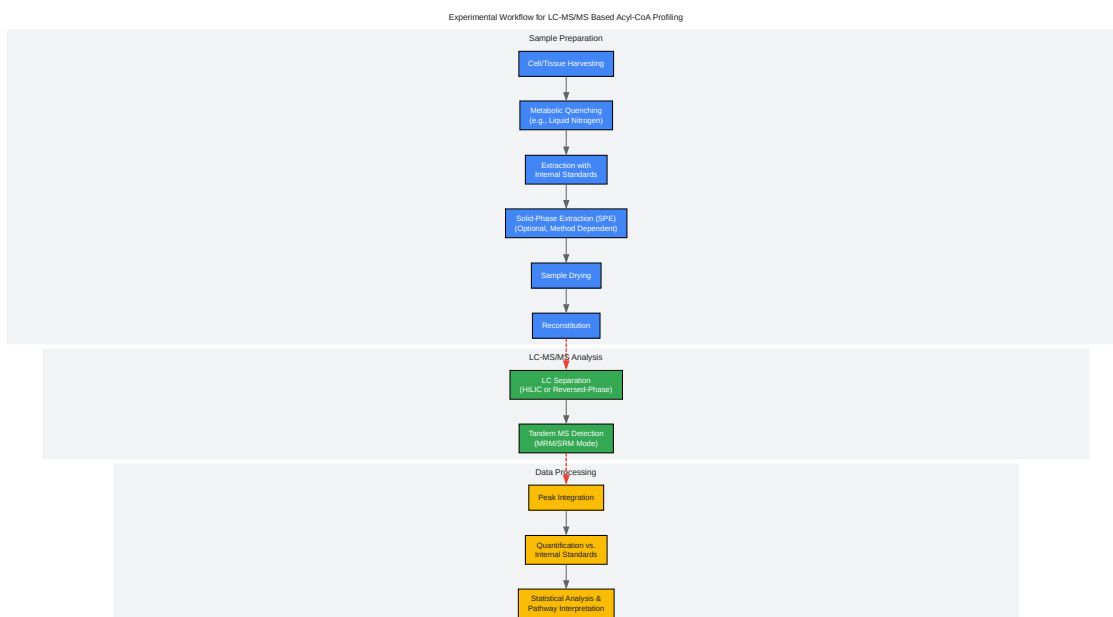 Experimental Workflow for LC-MS/MS Based Acyl-CoA Profiling
Sample Preparation
Cell/Tissue Harvesting
Metabolic Quenching
(e.g., Liquid Nitrogen)
Extraction with
Internal Standards
Solid-Phase Extraction (SPE)
(Optional, Method Dependent)
Sample Drying
Reconstitution
LC-MS/MS Analysis
LC Separation
(HILIC or Reversed-Phase)
Tandem MS Detection
(MRM/SRM Mode)
Data Processing
Peak Integration
Quantification vs.
Internal Standards
Statistical Analysis &
Pathway Interpretation